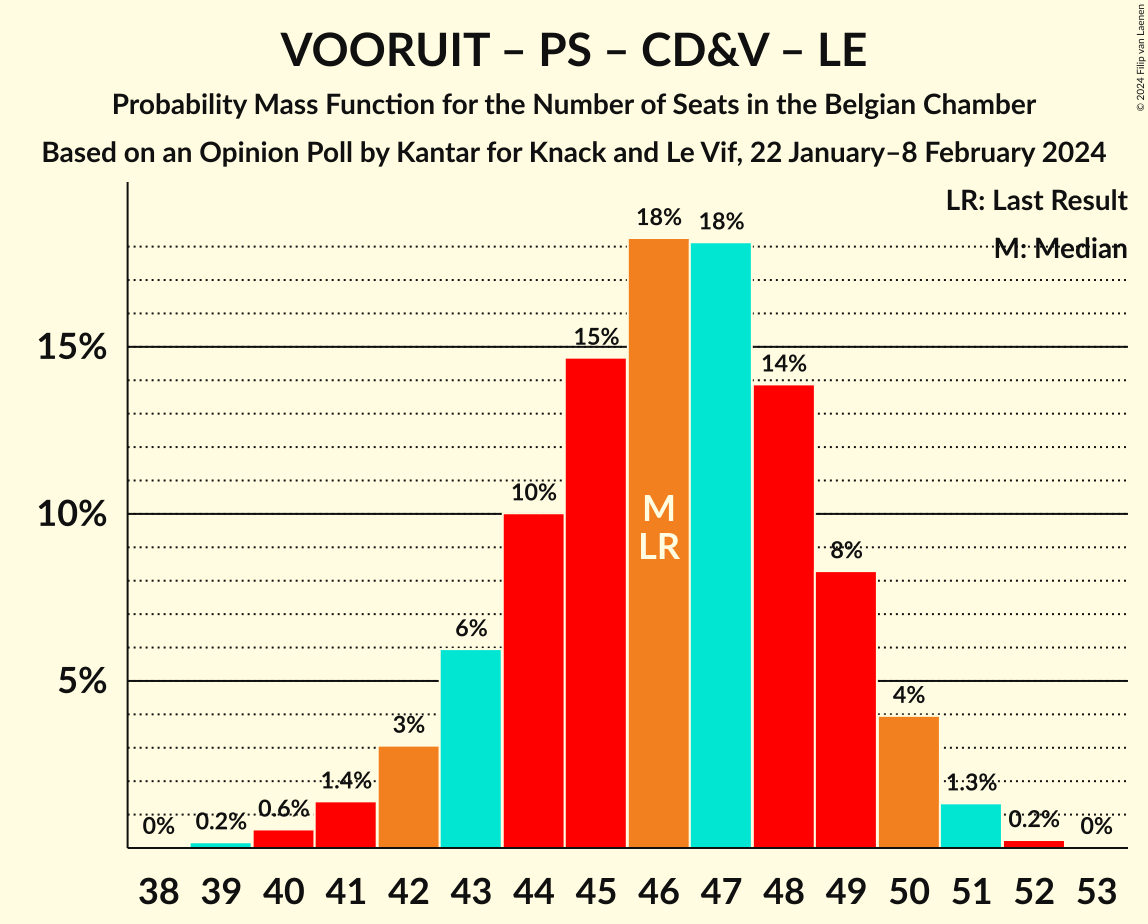 VOORUIT – PS – CD&V – LE
Probability Mass Function for the Number of Seats in the Belgian Chamber
Based on an Opinion Poll by Kantar for Knack and Le Vif, 22 January–8 February 2024
© 2024 Filip van Laenen
LR: Last Result
M: Median
15%
10%
5%
0%
0.2%
0.6%
1.4%
3%
6%
10%
15%
18%
18%
14%
8%
4%
1.3%
0.2%
0%
M
LR
38 39 40 41 42 43 44 45 46 47 48 49 50 51 52 53